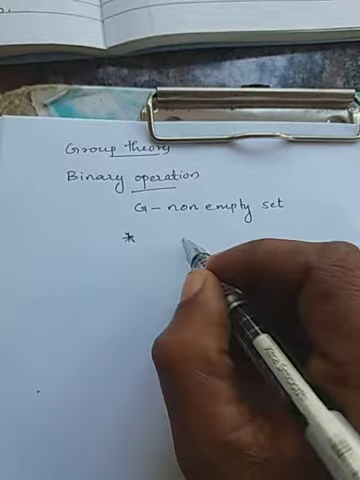 Group theory
Binary operation
G - non empty set
*